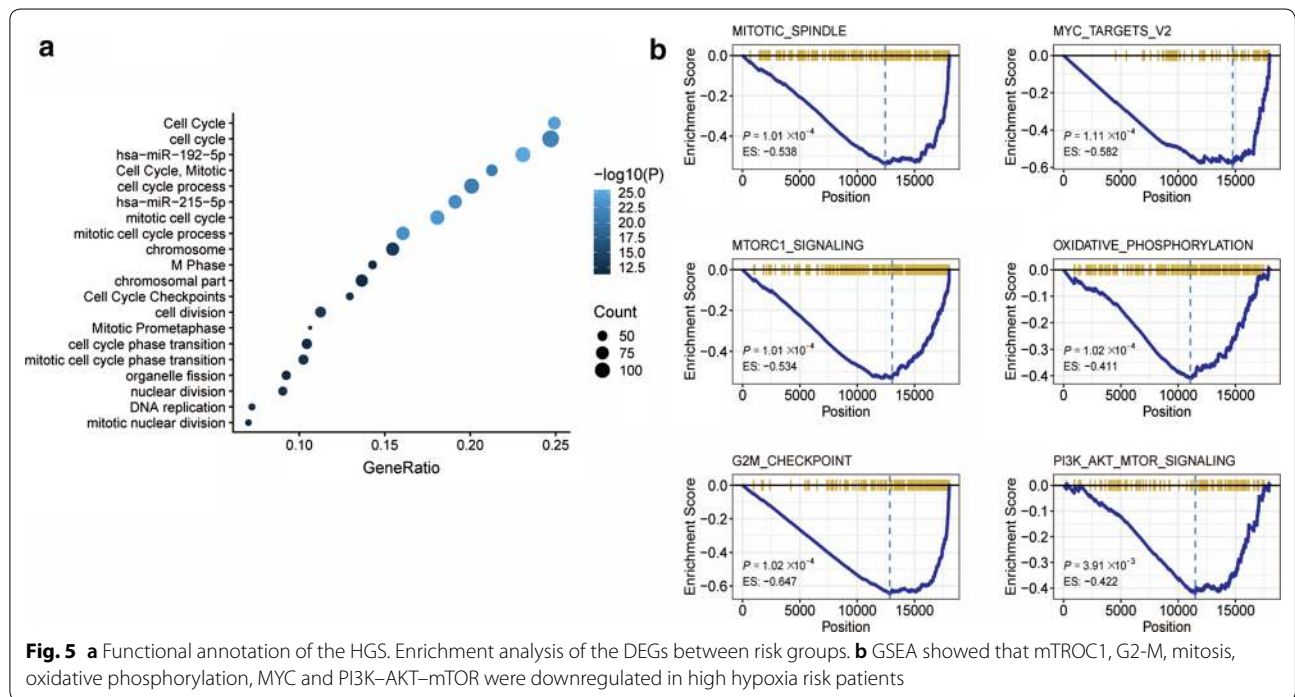 a
Cell Cycle
cell cycle
hsa-miR-192-5p
Cell Cycle, Mitotic
cell cycle process
hsa-miR-215-5p
mitotic cell cycle
mitotic cell cycle process
chromosome
M Phase
chromosomal part
Cell Cycle Checkpoints
cell division
Mitotic Prometaphase
cell cycle phase transition
mitotic cell cycle phase transition
organelle fission
nuclear division
DNA replication
mitotic nuclear division
0.10 0.15 0.20 0.25
GeneRatio
−log10(P)
25.0
22.5
20.0
17.5
15.0
12.5
Count
50
75
100
b
MITOTIC_SPINDLE
Enrichment Score
0.0
−0.2
−0.4
P = 1.01 ×10⁻⁴
ES: −0.538
0 5000 10000 15000
Position
MYC_TARGETS_V2
Enrichment Score
0.0
−0.2
−0.4
−0.6
P = 1.11 ×10⁻⁴
ES: −0.582
0 5000 10000 15000
Position
MTORC1_SIGNALING
Enrichment Score
0.0
−0.2
−0.4
P = 1.01 ×10⁻⁴
ES: −0.534
0 5000 10000 15000
Position
OXIDATIVE_PHOSPHORYLATION
Enrichment Score
0.0
−0.1
−0.2
−0.3
−0.4
P = 1.02 ×10⁻⁴
ES: −0.411
0 5000 10000 15000
Position
G2M_CHECKPOINT
Enrichment Score
0.0
−0.2
−0.4
−0.6
P = 1.02 ×10⁻⁴
ES: −0.647
0 5000 10000 15000
Position
PI3K_AKT_MTOR_SIGNALING
Enrichment Score
0.0
−0.1
−0.2
−0.3
−0.4
P = 3.91 ×10⁻³
ES: −0.422
0 5000 10000 15000
Position
Fig. 5 a Functional annotation of the HGS. Enrichment analysis of the DEGs between risk groups. b GSEA showed that mTROC1, G2-M, mitosis,
oxidative phosphorylation, MYC and PI3K–AKT–mTOR were downregulated in high hypoxia risk patients